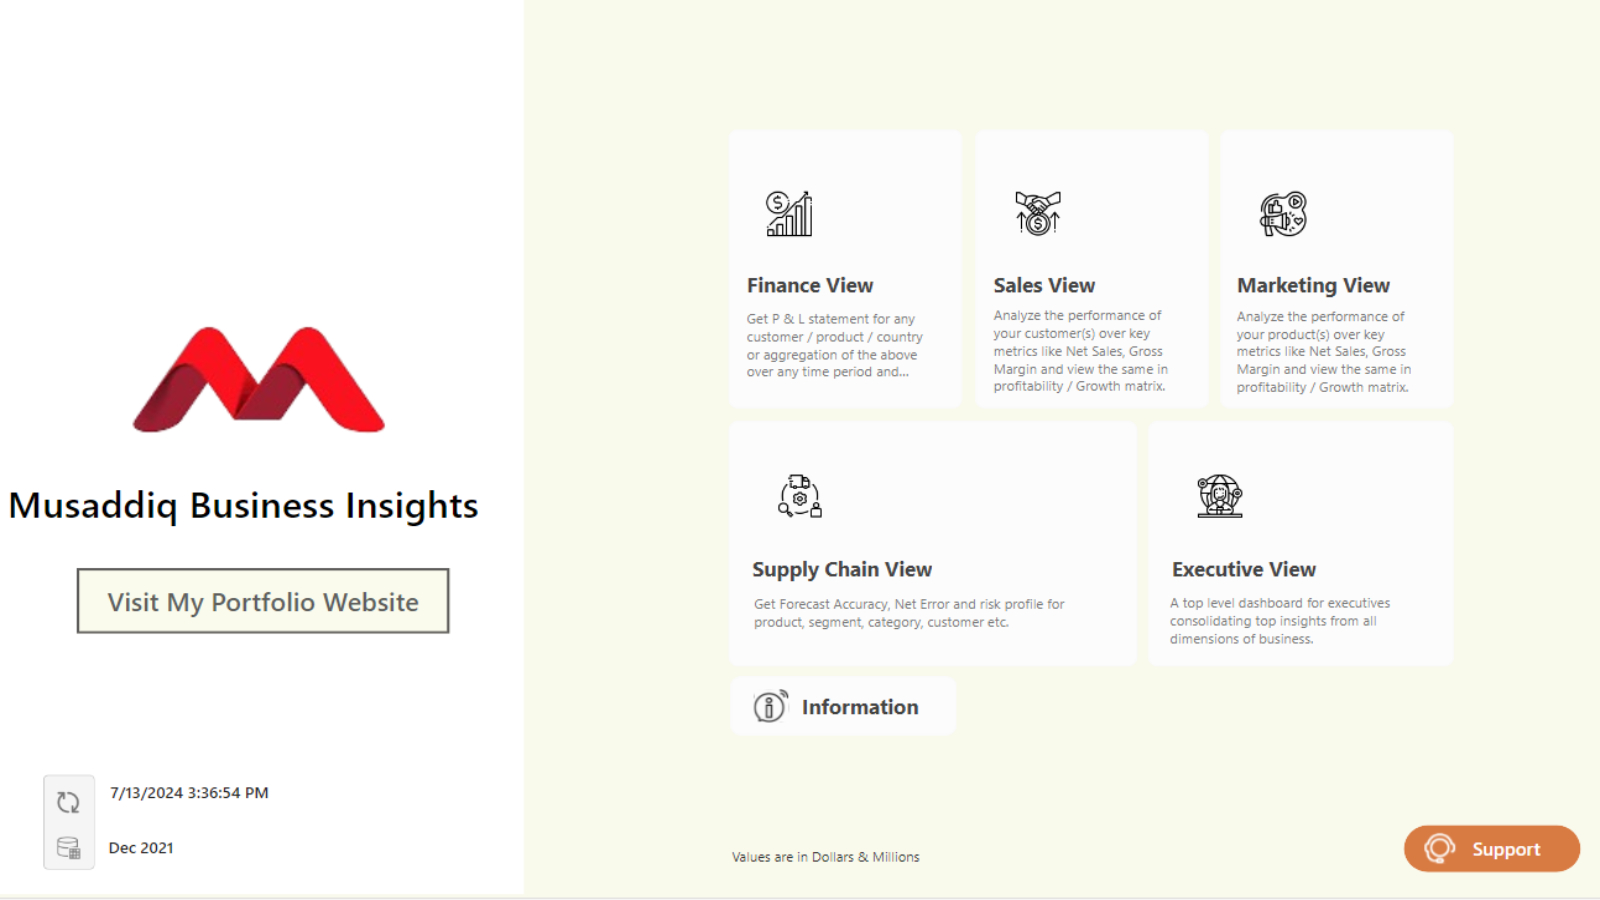 Musaddiq Business Insights
Visit My Portfolio Website
7/13/2024 3:36:54 PM
Dec 2021
Finance View
Get P & L statement for any
customer / product / country
or aggregation of the above
over any time period and...
Sales View
Analyze the performance of
your customer(s) over key
metrics like Net Sales, Gross
Margin and view the same in
profitability / Growth matrix.
Marketing View
Analyze the performance of
your product(s) over key
metrics like Net Sales, Gross
Margin and view the same in
profitability / Growth matrix.
Supply Chain View
Get Forecast Accuracy, Net Error and risk profile for
product, segment, category, customer etc.
Executive View
A top level dashboard for executives
consolidating top insights from all
dimensions of business.
Information
Values are in Dollars & Millions
Support